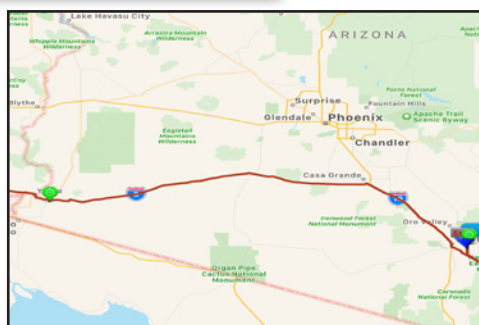 Lake Havasu City
Arrastra Mountain
Wilderness
Whipple Mountains
Wilderness
ARIZONA
Blythe
Surprise
Glendale
Phoenix
Fountain Hills
Tonto National
Forest
Apache Trail
Scenic Byway
Chandler
Eagletail
Mountains
Wilderness
Casa Grande
Ironwood Forest
National Monument
Oro Valley
Organ Pipe
Cactus National
Monument
Coronado
National Forest